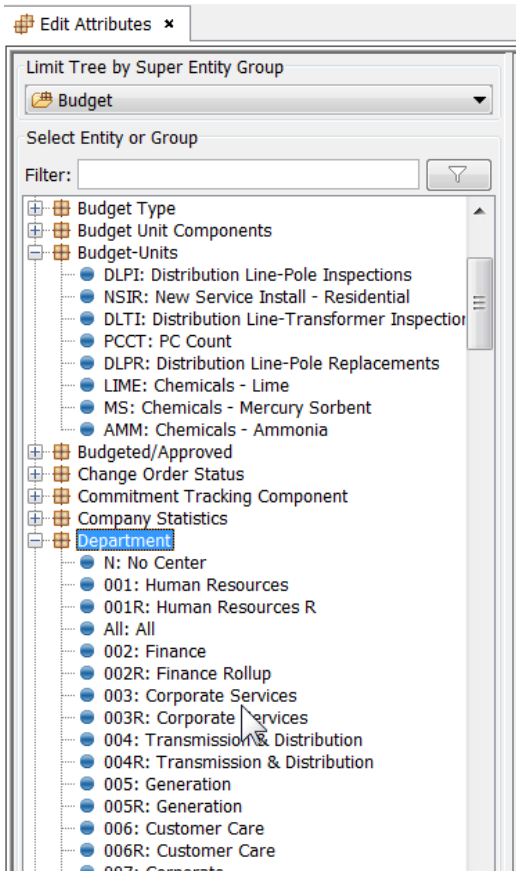 Edit Attributes
Limit Tree by Super Entity Group
Budget
Select Entity or Group
Filter:
Budget Type
Budget Unit Components
Budget-Units
DLPI: Distribution Line-Pole Inspections
NSIR: New Service Install - Residential
DLTI: Distribution Line-Transformer Inspection
PCCT: PC Count
DLPR: Distribution Line-Pole Replacements
LIME: Chemicals - Lime
MS: Chemicals - Mercury Sorbent
AMM: Chemicals - Ammonia
Budgeted/Approved
Change Order Status
Commitment Tracking Component
Company Statistics
Department
N: No Center
001: Human Resources
001R: Human Resources R
All: All
002: Finance
002R: Finance Rollup
003: Corporate Services
003R: Corporate Services
004: Transmission & Distribution
004R: Transmission & Distribution
005: Generation
005R: Generation
006: Customer Care
006R: Customer Care
007: Corporate